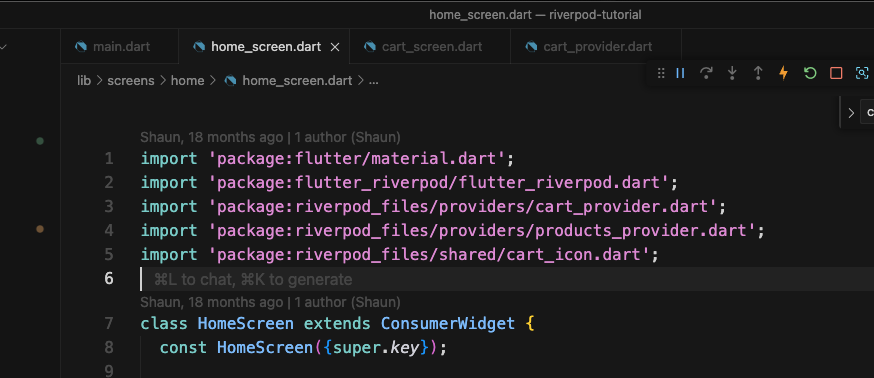 home_screen.dart — riverpod-tutorial
main.dart home_screen.dart × cart_screen.dart cart_provider.dart
lib > screens > home > home_screen.dart > ...
Shaun, 18 months ago | 1 author (Shaun)
1 import 'package:flutter/material.dart';
2 import 'package:flutter_riverpod/flutter_riverpod.dart';
3 import 'package:riverpod_files/providers/cart_provider.dart';
4 import 'package:riverpod_files/providers/products_provider.dart';
5 import 'package:riverpod_files/shared/cart_icon.dart';
6 ⌘L to chat, ⌘K to generate
Shaun, 18 months ago | 1 author (Shaun)
7 class HomeScreen extends ConsumerWidget {
8 const HomeScreen({super.key});
9